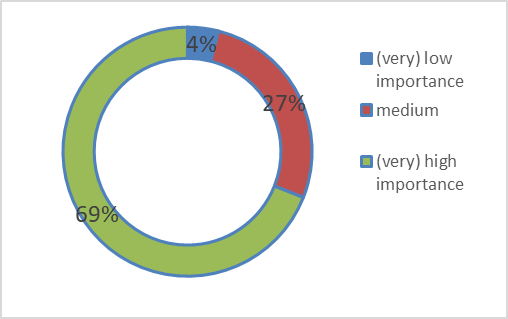 4%
27%
69%
(very) low
importance
medium
(very) high
importance